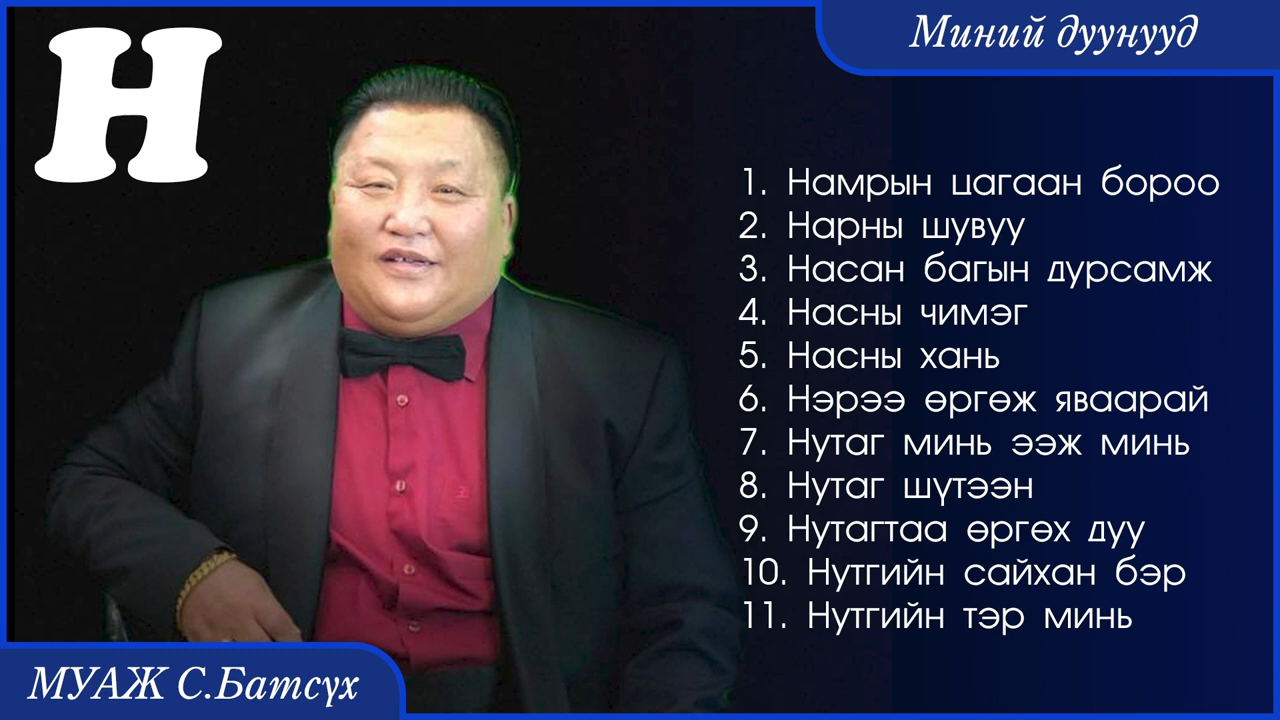 Н
Миний дуунууд
1. Намрын цагаан бороо
2. Нарны шувуу
3. Насан багын дурсамж
4. Насны чимэг
5. Насны хань
6. Нэрээ өргөж яваарай
7. Нутаг минь ээж минь
8. Нутаг шүтээн
9. Нутагтаа өргөх дуу
10. Нутгийн сайхан бэр
11. Нутгийн тэр минь
МУАЖ С.Батсүх